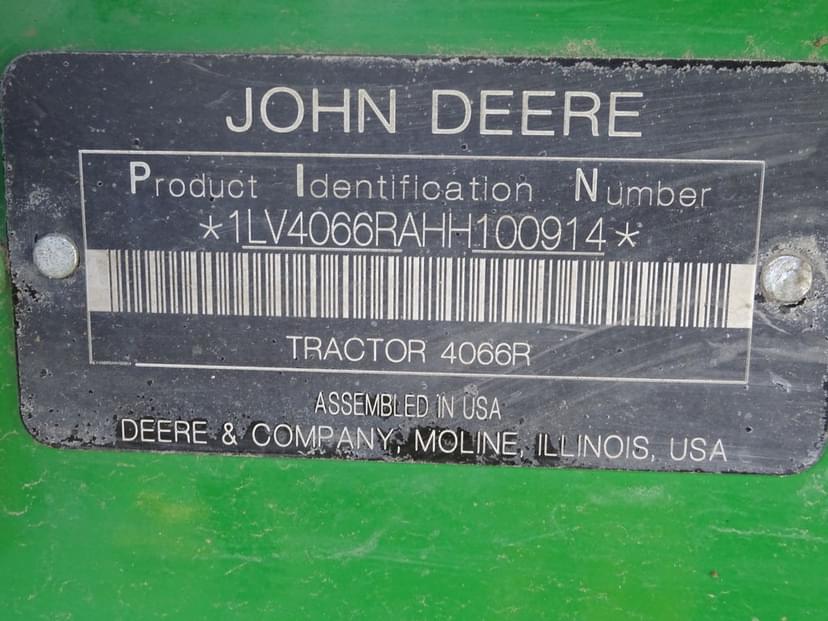 JOHN DEERE
Product Identification Number
*1LV4066RAHH100914*
TRACTOR 4066R
ASSEMBLED IN USA
DEERE & COMPANY, MOLINE, ILLINOIS, USA